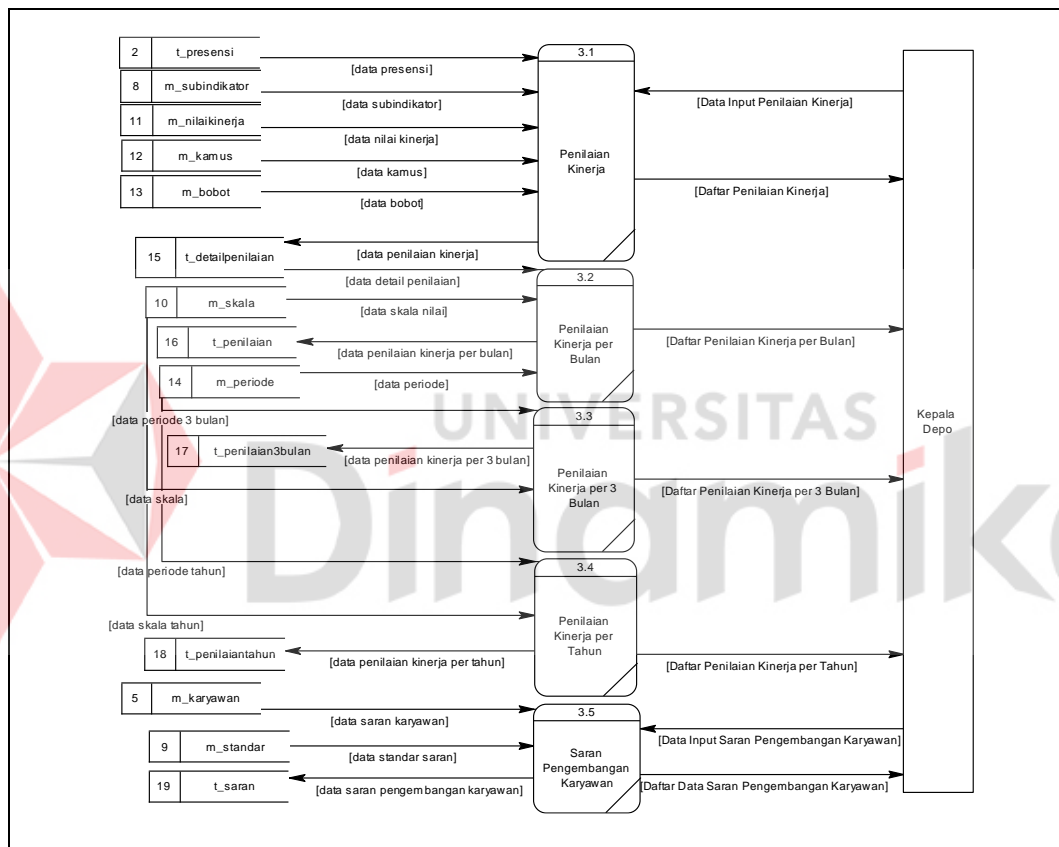 2 t_presensi
[data presensi]
3.1
8 m_subindikator
[data subindikator]
[Data Input Penilaian Kinerja]
11 m_nilaikinerja
[data nilai kinerja]
12 m_kamus
[data kamus]
Penilaian
Kinerja
13 m_bobot
[data bobot]
[Daftar Penilaian Kinerja]
[data penilaian kinerja]
15 t_detailpenilaian
[data detail penilaian]
3.2
10 m_skala
[data skala nilai]
16 t_penilaian
[data penilaian kinerja per bulan]
Penilaian
Kinerja per
Bulan
[Daftar Penilaian Kinerja per Bulan]
14 m_periode
[data periode]
[data periode 3 bulan]
3.3
UNIVERSITAS
Dinamika
Kepala
Depo
17 t_penilaian3bulan
[data penilaian kinerja per 3 bulan]
Penilaian
Kinerja per 3
Bulan
[Daftar Penilaian Kinerja per 3 Bulan]
[data skala]
[data periode tahun]
3.4
[data skala tahun]
Penilaian
Kinerja per
Tahun
18 t_penilaiantahun
[data penilaian kinerja per tahun]
[Daftar Penilaian Kinerja per Tahun]
5 m_karyawan
[data saran karyawan]
3.5
[Data Input Saran Pengembangan Karyawan]
9 m_standar
[data standar saran]
Saran
Pengembangan
Karyawan
19 t_saran
[data saran pengembangan karyawan]
[Daftar Data Saran Pengembangan Karyawan]